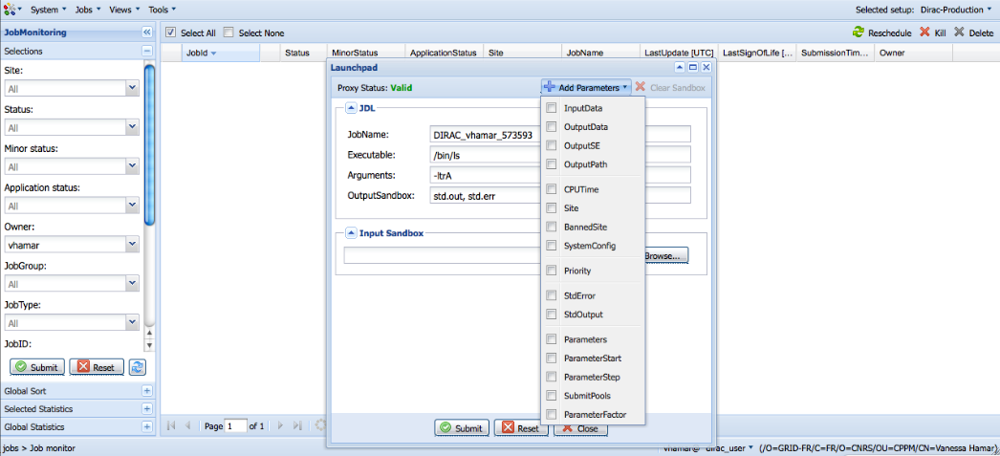 System Jobs Views Tools Selected setup: Dirac-Production
JobMonitoring Select All Select None Reschedule Kill Delete
Selections JobId Status MinorStatus ApplicationStatus Site JobName LastUpdate [UTC] LastSignOfLife [... SubmissionTim... Owner
Launchpad
Site:
All
Proxy Status: Valid Add Parameters Clear Sandbox
Status:
All
Minor status:
All
Application status:
All
Owner:
vhamar
JobGroup:
All
JobType:
All
JobID:
Submit Reset
Global Sort
Selected Statistics
Global Statistics
JDL
JobName: DIRAC_vhamar_573593
Executable: /bin/ls
Arguments: -ltrA
OutputSandbox: std.out, std.err
Input Sandbox
Browse...
InputData
OutputData
OutputSE
OutputPath
CPUTime
Site
BannedSite
SystemConfig
Priority
StdError
StdOutput
Parameters
ParameterStart
ParameterStep
SubmitPools
ParameterFactor
Page 1 of 1
Submit Reset Close
jobs > Job monitor vhamar@ dirac_user (/O=GRID-FR/C=FR/O=CNRS/OU=CPPM/CN=Vanessa Hamar)